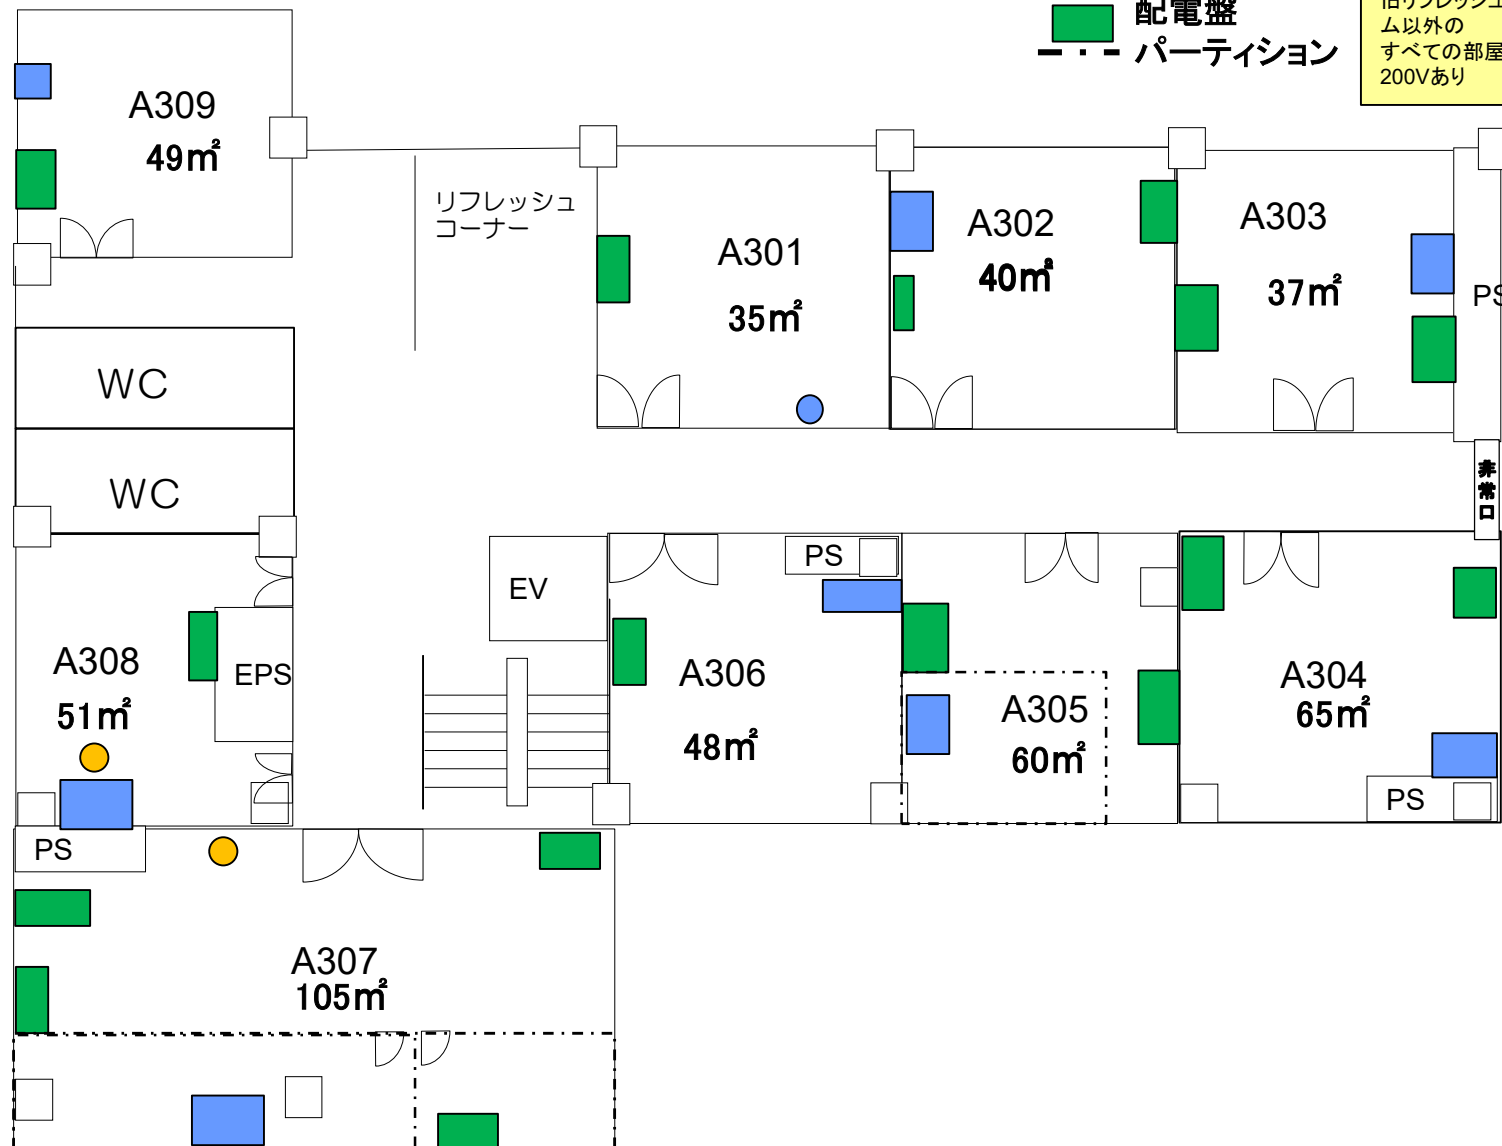 配電盤
パーティション
ム以外の
すべての部屋
200Vあり
A309
49㎡
リフレッシュ
コーナー
A301
35㎡
A302
40㎡
A303
37㎡
PS
WC
WC
非常口
EV
PS
A308
51㎡
EPS
A306
48㎡
A305
60㎡
A304
65㎡
PS
PS
A307
105㎡